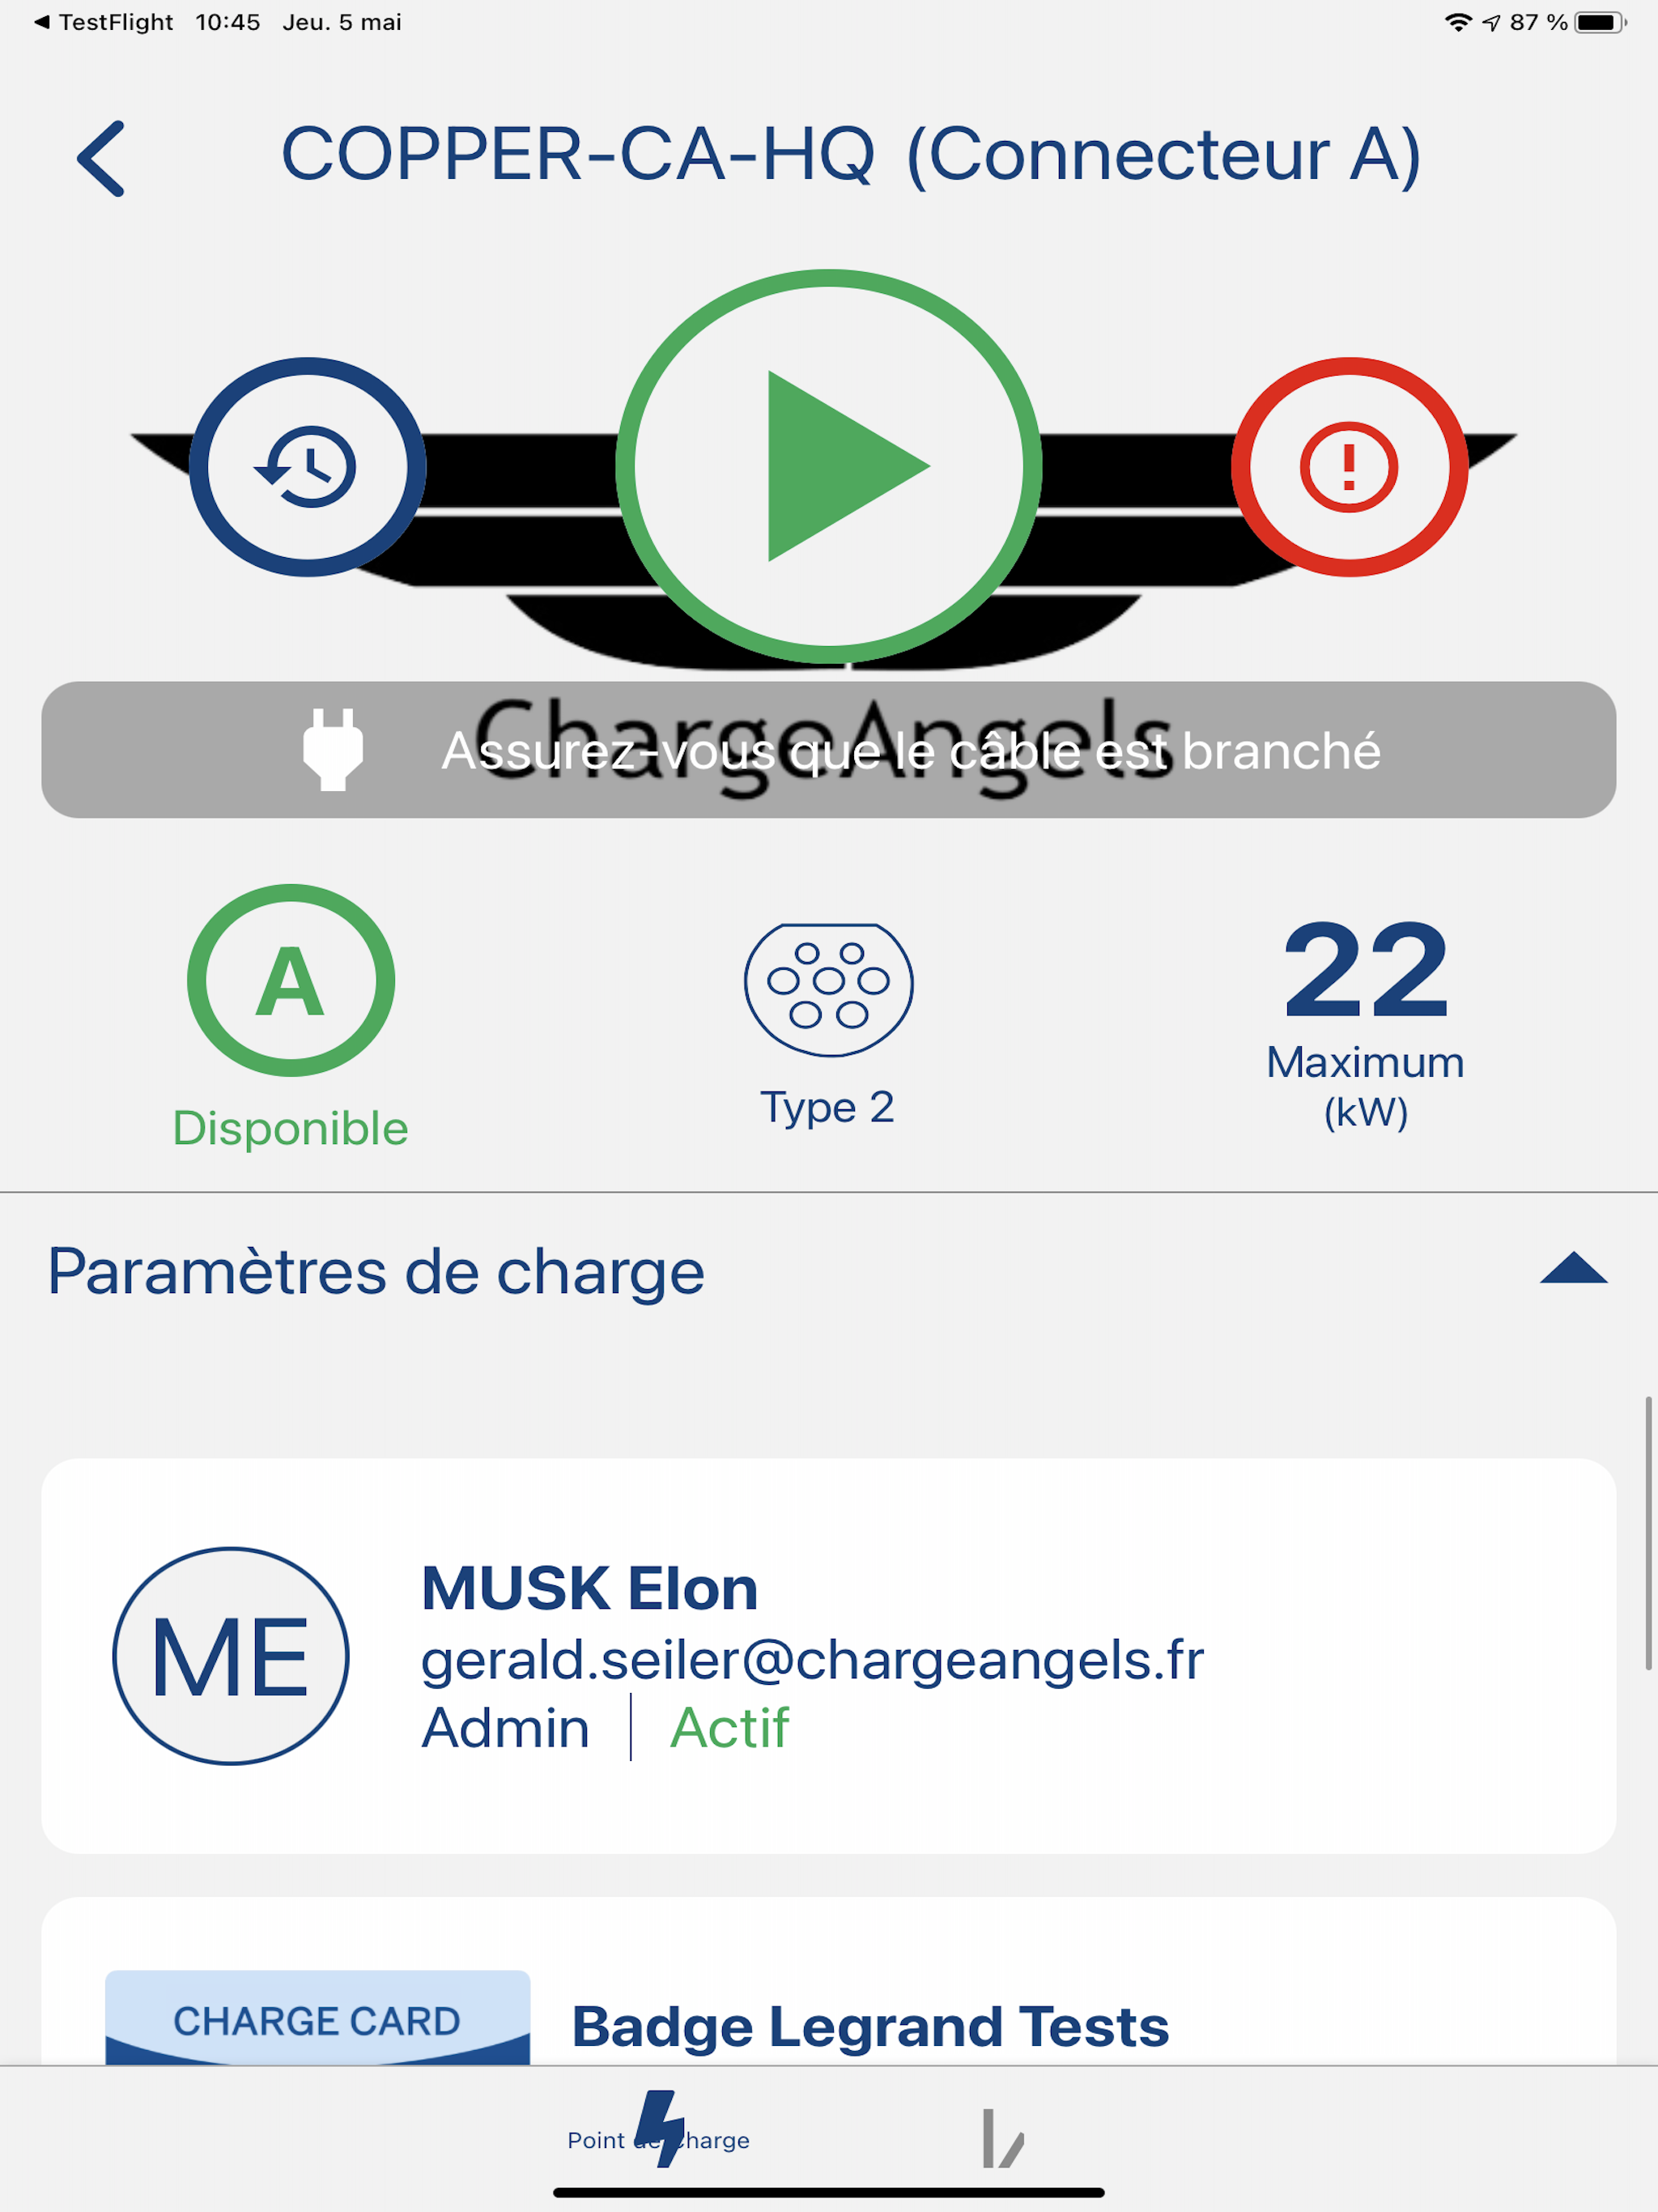 TestFlight 10:45 Jeu. 5 mai 87 %
COPPER-CA-HQ (Connecteur A)
ChargeAngels
Assurez-vous que le câble est branché
A
Disponible
Type 2
22
Maximum
(kW)
Paramètres de charge
ME
MUSK Elon
gerald.seiler@chargeangels.fr
Admin Actif
CHARGE CARD
Badge Legrand Tests
Point de charge